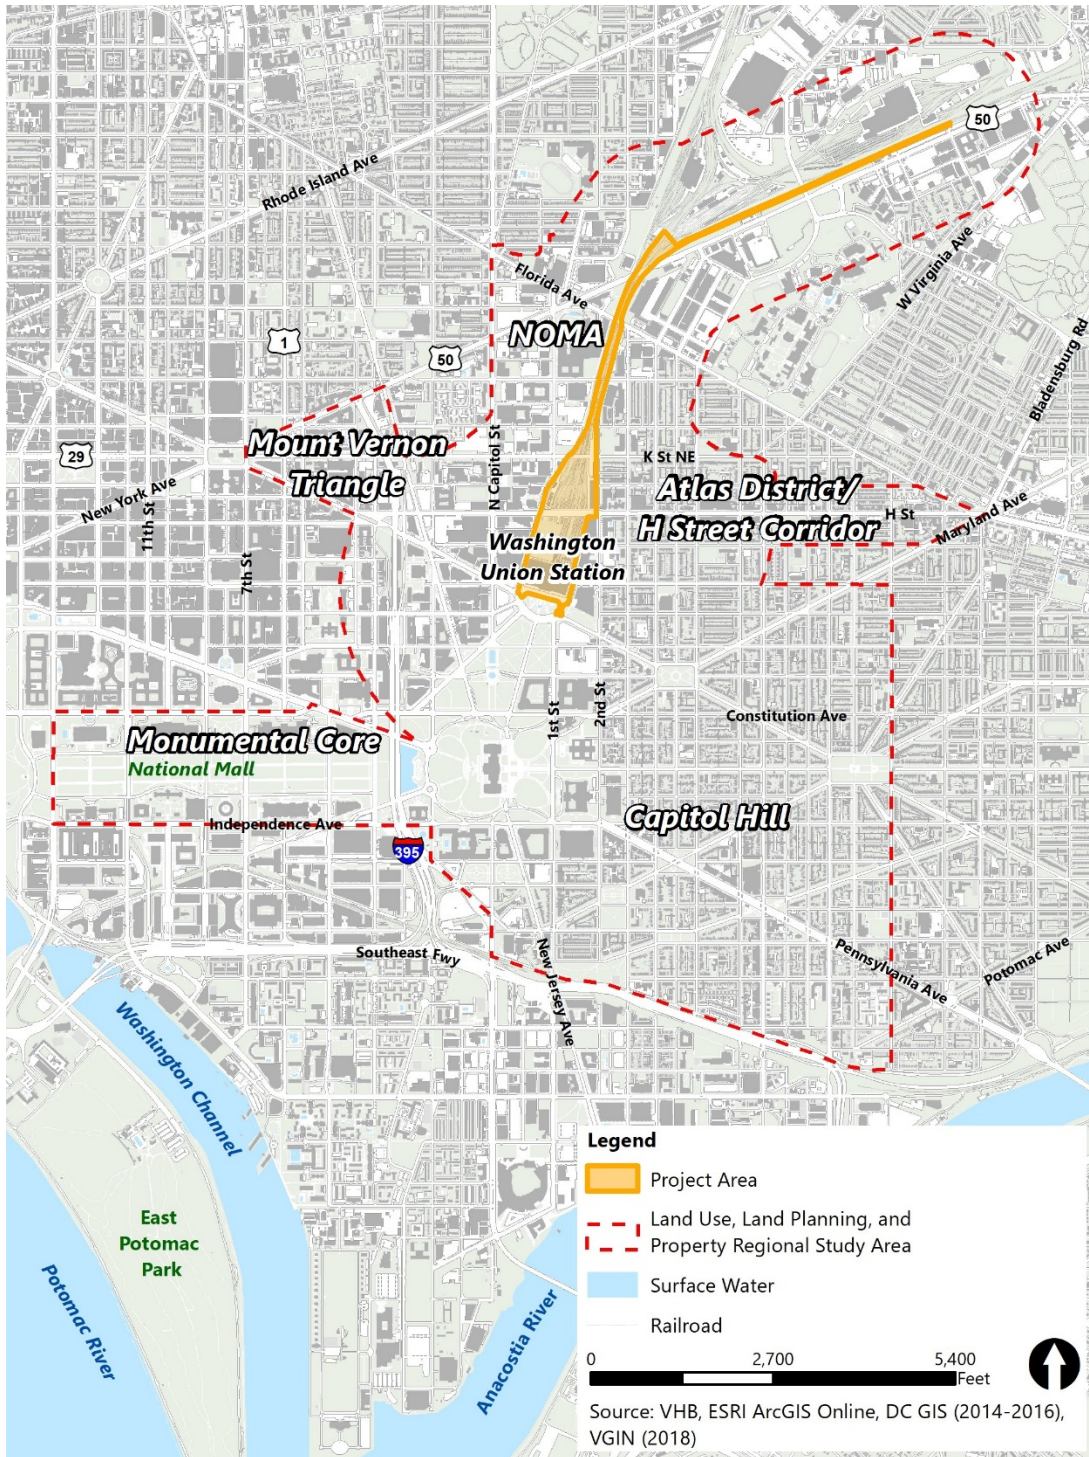 50
Rhode Island Ave
W Virginia Ave
Florida Ave
NOMA
1
50
Bladensburg Rd
Mount Vernon
Triangle
29
N Capitol St
K St NE
Atlas District/
H Street Corridor
H St
Maryland Ave
New York Ave
11th St
7th St
Washington
Union Station
1st St
2nd St
Constitution Ave
Monumental Core
National Mall
Capitol Hill
Independence Ave
395
Southeast Fwy
New Jersey Ave
Pennsylvania Ave
Potomac Ave
Washington Channel
East
Potomac
Park
Potomac River
Anacostia River
Legend
Project Area
Land Use, Land Planning, and
Property Regional Study Area
Surface Water
Railroad
0 2,700 5,400
Feet
Source: VHB, ESRI ArcGIS Online, DC GIS (2014-2016),
VGIN (2018)